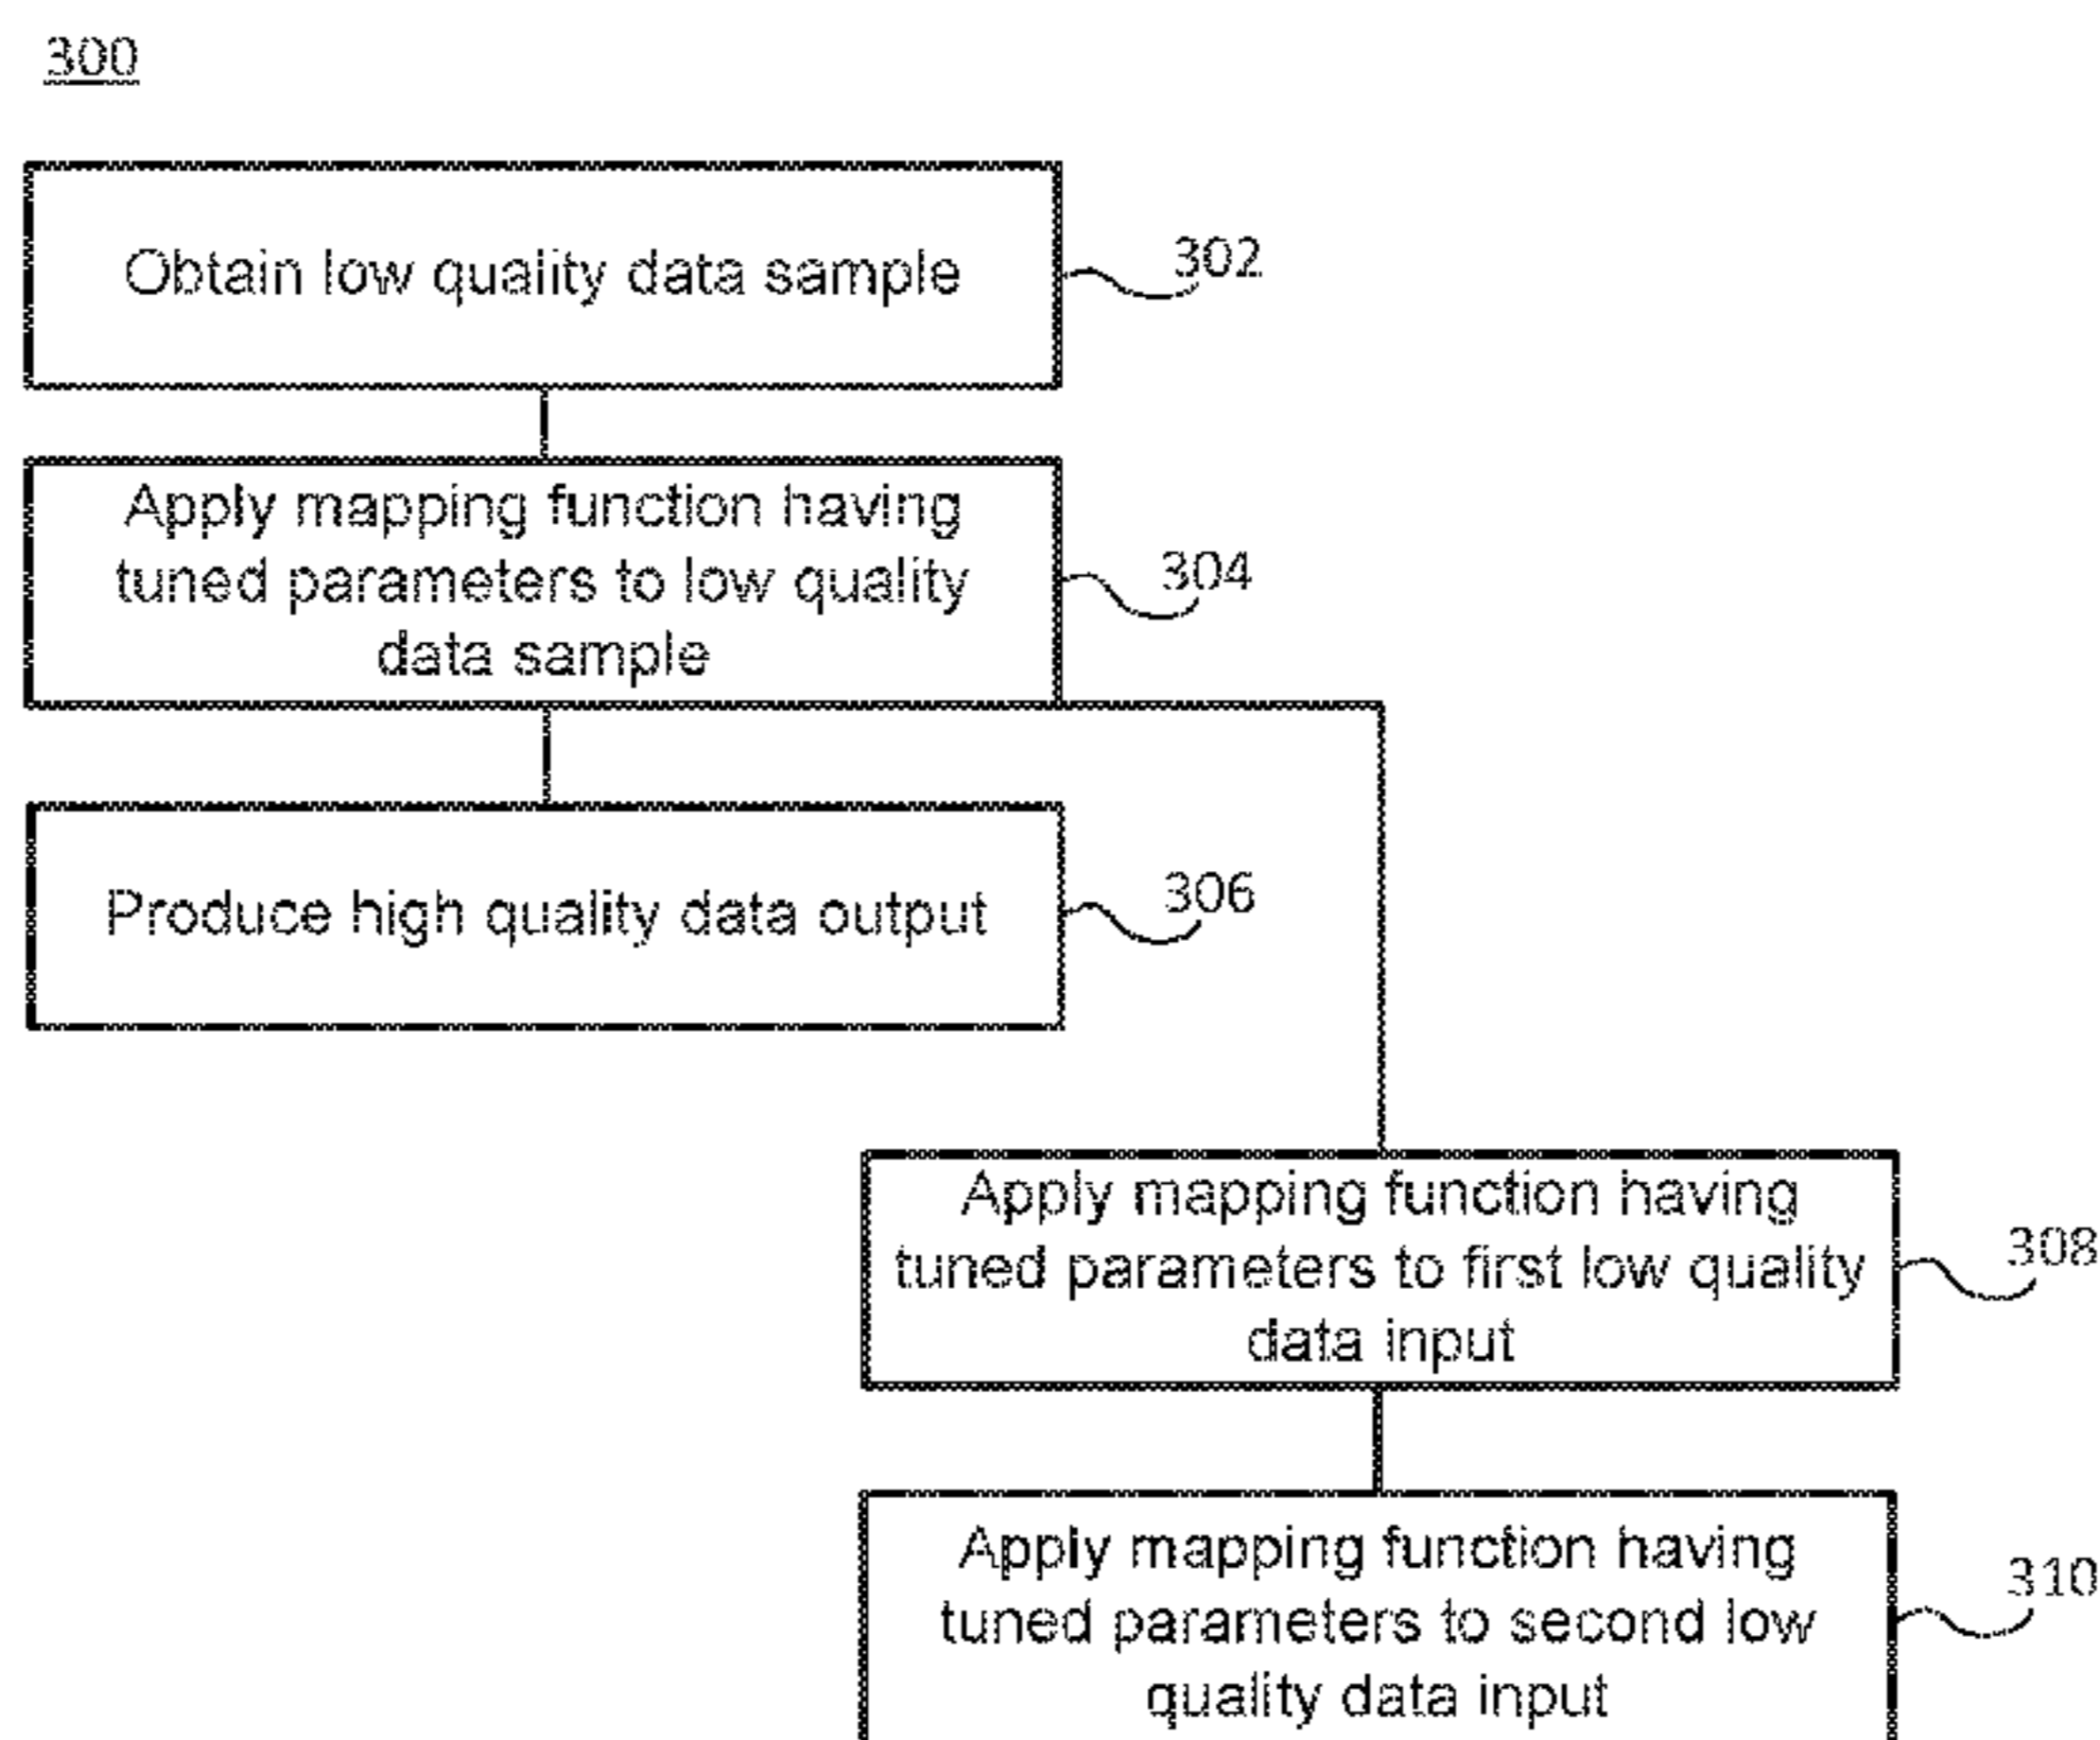 300
Obtain low quality data sample
302
Apply mapping function having
tuned parameters to low quality
data sample
304
Produce high quality data output
306
Apply mapping function having
tuned parameters to first low quality
data input
308
Apply mapping function having
tuned parameters to second low
quality data input
310